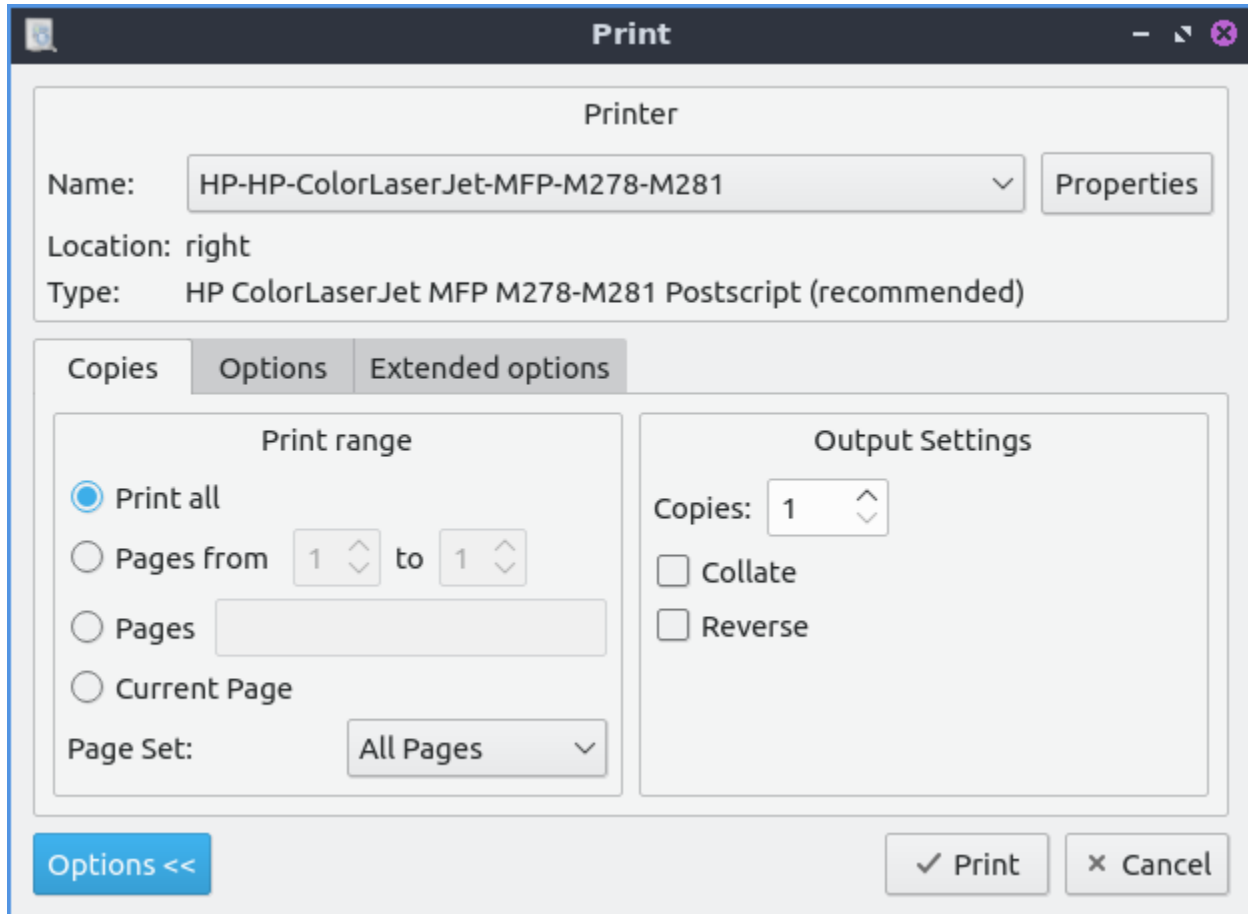 Print
Printer
Name: HP-HP-ColorLaserJet-MFP-M278-M281 Properties
Location: right
Type: HP ColorLaserJet MFP M278-M281 Postscript (recommended)
Copies Options Extended options
Print range
Print all
Pages from 1 to 1
Pages
Current Page
Page Set: All Pages
Output Settings
Copies: 1
Collate
Reverse
Options << Print Cancel